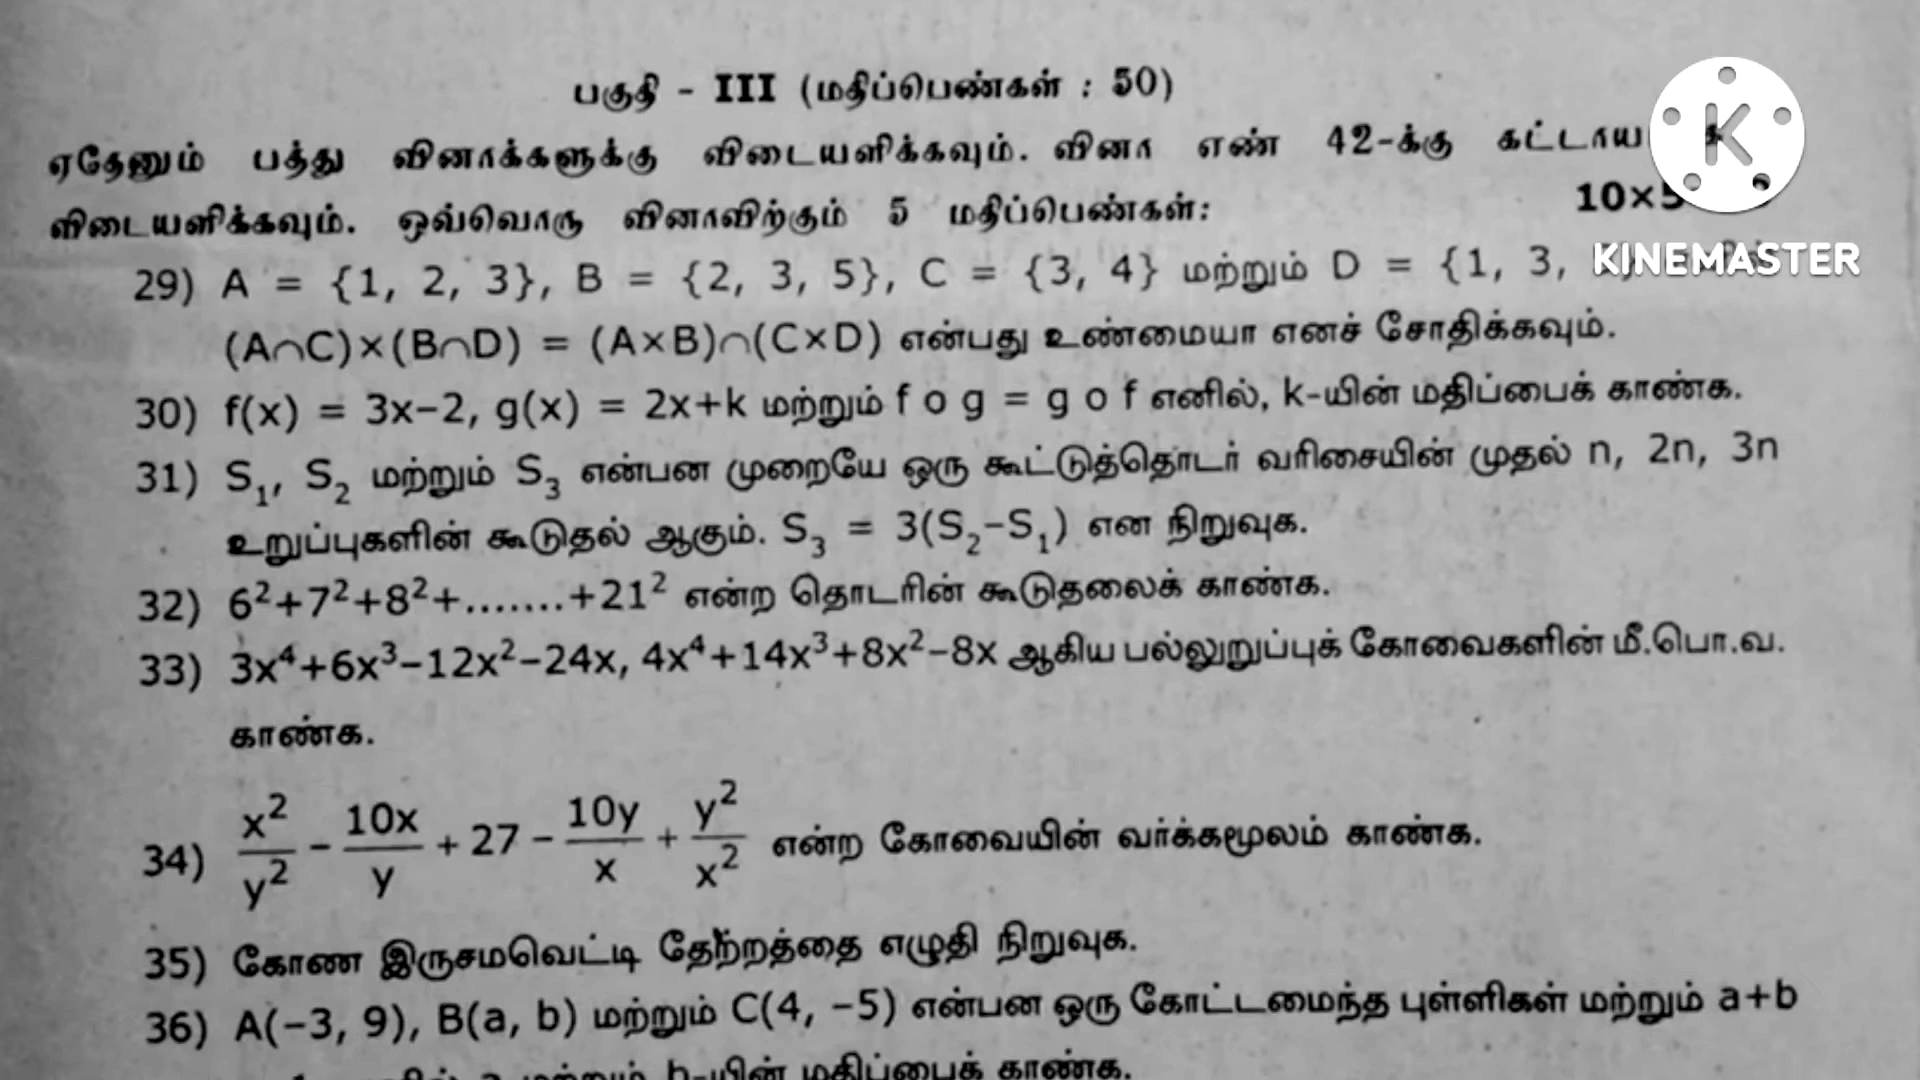 பகுதி - III (மதிப்பெண்கள் : 50)
ஏதேனும் பத்து வினாக்களுக்கு விடையளிக்கவும். வினா எண் 42-க்கு
விடையளிக்கவும். ஒவ்வொரு வினாவிற்கும் 5 மதிப்பெண்கள்: 10×5
KINEMASTER
29) A = {1, 2, 3}, B = {2, 3, 5}, C = {3, 4} மற்றும் D = {1, 3,
(A∩C)×(B∩D) = (A×B)∩(C×D) என்பது உண்மையா எனச் சோதிக்கவும்.
30) f(x) = 3x−2, g(x) = 2x+k மற்றும் f o g = g o f எனில், k-யின் மதிப்பைக் காண்க.
31) S₁, S₂ மற்றும் S₃ என்பன முறையே ஒரு கூட்டுத்தொடர் வரிசையின் முதல் n, 2n, 3n
உறுப்புகளின் கூடுதல் ஆகும். S₃ = 3(S₂−S₁) என நிறுவுக.
32) 6²+7²+8²+.......+21² என்ற தொடரின் கூடுதலைக் காண்க.
33) 3x⁴+6x³−12x²−24x, 4x⁴+14x³+8x²−8x ஆகிய பல்லுறுப்புக் கோவைகளின் மீ.பொ.வ.
காண்க.
34) x²/y² − 10x/y + 27 − 10y/x + y²/x² என்ற கோவையின் வர்க்கமூலம் காண்க.
35) கோண இருசமவெட்டி தேற்றத்தை எழுதி நிறுவுக.
36) A(−3, 9), B(a, b) மற்றும் C(4, −5) என்பன ஒரு கோட்டமைந்த புள்ளிகள் மற்றும் a+b
a மற்றும் b-யின் மதிப்பைக் காண்க.